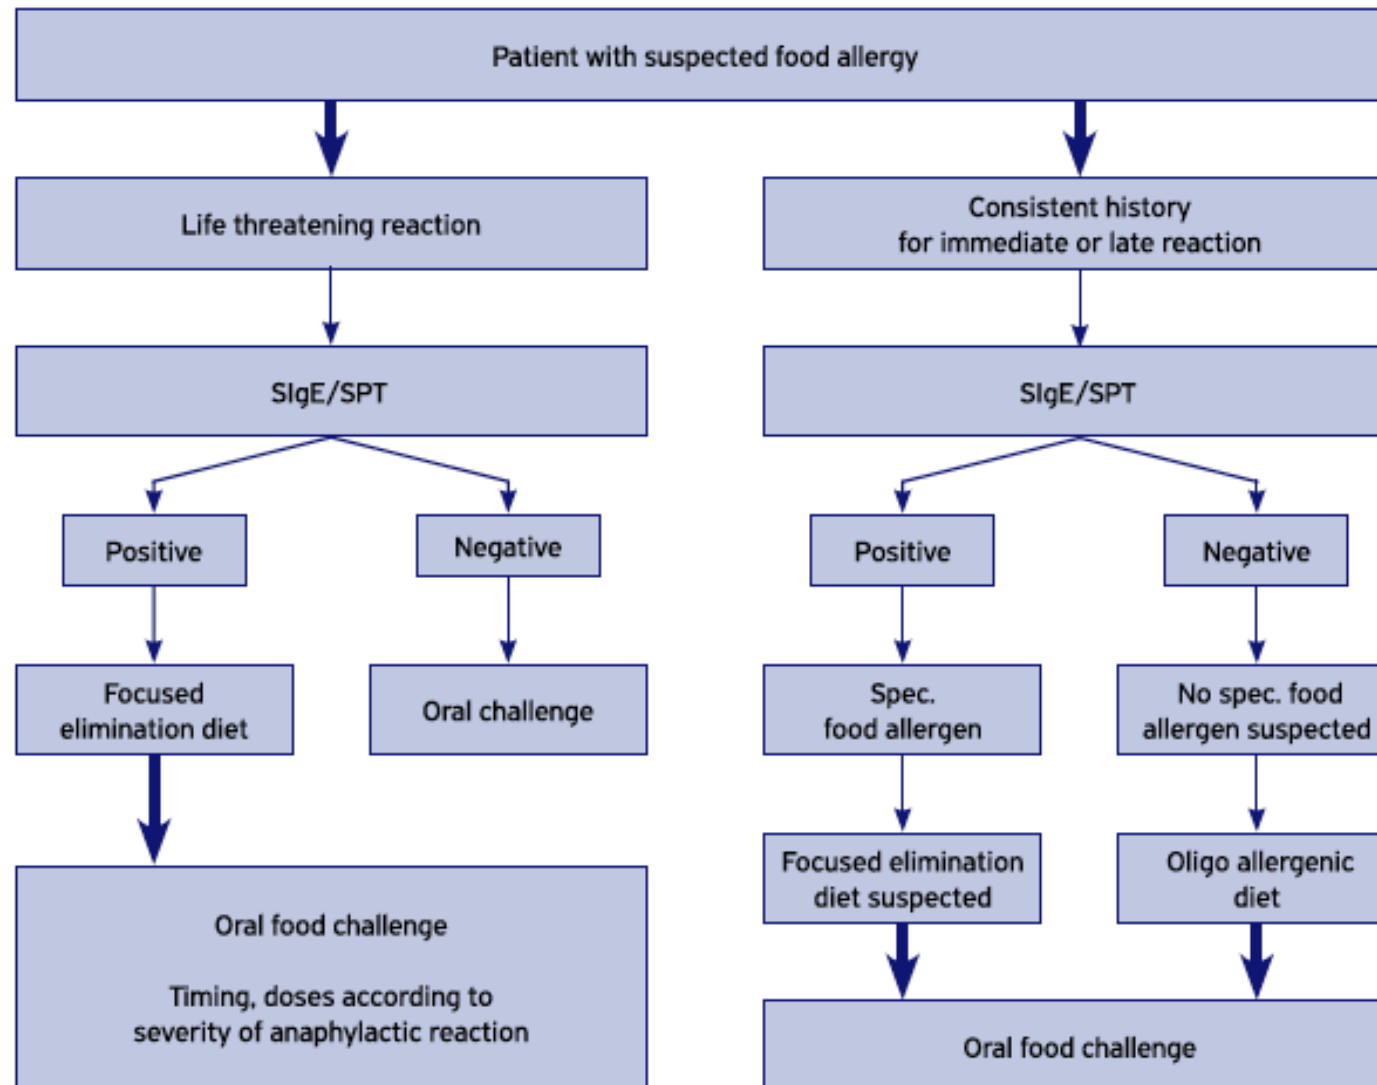 Patient with suspected food allergy
Life threatening reaction
Consistent history
for immediate or late reaction
SIgE/SPT
SIgE/SPT
Positive
Negative
Positive
Negative
Focused
elimination diet
Oral challenge
Spec.
food allergen
No spec. food
allergen suspected
Focused elimination
diet suspected
Oligo allergenic
diet
Oral food challenge
Timing, doses according to
severity of anaphylactic reaction
Oral food challenge